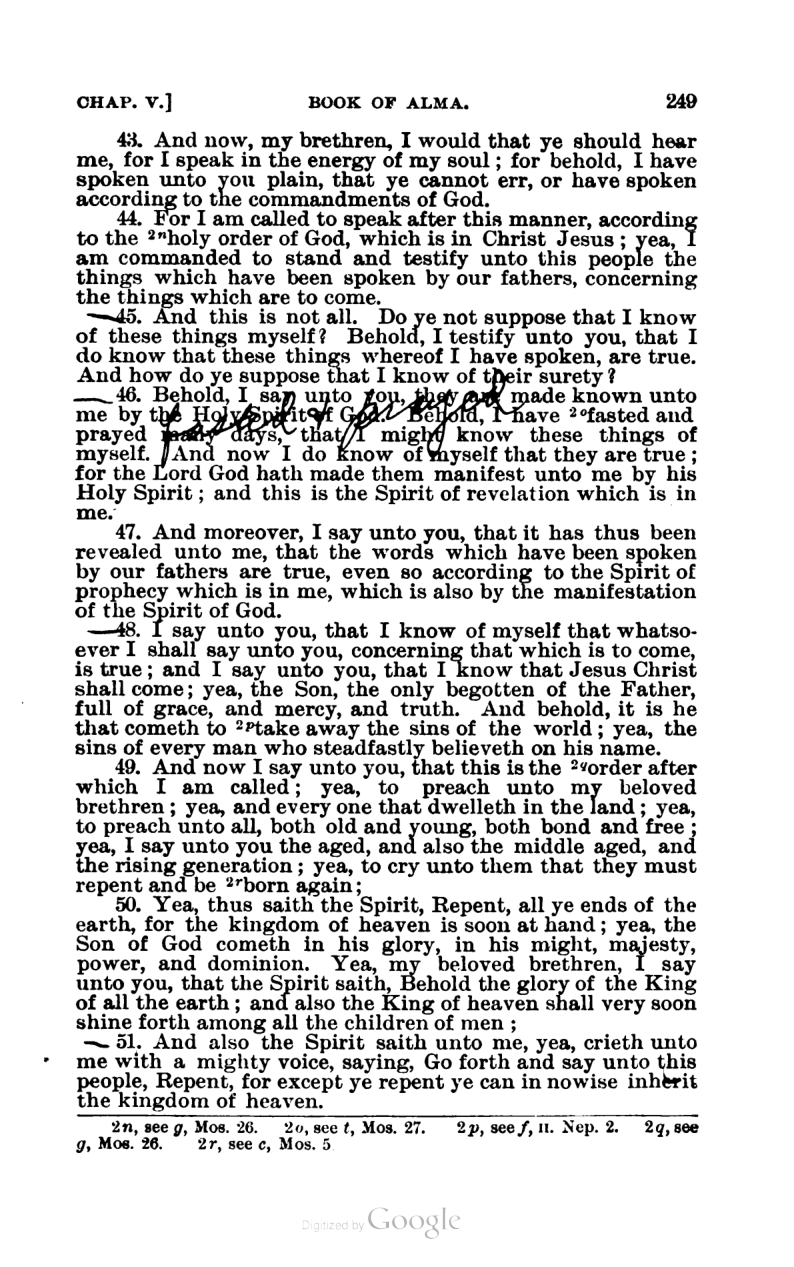 CHAP. V.] BOOK OF ALMA. 249
43. And now, my brethren, I would that ye should hear
me, for I speak in the energy of my soul; for behold, I have
spoken unto you plain, that ye cannot err, or have spoken
according to the commandments of God.
44. For I am called to speak after this manner, according
to the ²ⁿholy order of God, which is in Christ Jesus; yea, I
am commanded to stand and testify unto this people the
things which have been spoken by our fathers, concerning
the things which are to come.
45. And this is not all. Do ye not suppose that I know
of these things myself? Behold, I testify unto you, that I
do know that these things whereof I have spoken, are true.
And how do ye suppose that I know of their surety?
46. Behold, I say unto you, they are made known unto
fasted & prayed
me by the Holy Spirit of God. Behold, I have ²ᵒfasted and
prayed many days, that I might know these things of
myself. And now I do know of myself that they are true;
for the Lord God hath made them manifest unto me by his
Holy Spirit; and this is the Spirit of revelation which is in
me.
47. And moreover, I say unto you, that it has thus been
revealed unto me, that the words which have been spoken
by our fathers are true, even so according to the Spirit of
prophecy which is in me, which is also by the manifestation
of the Spirit of God.
48. I say unto you, that I know of myself that whatso-
ever I shall say unto you, concerning that which is to come,
is true; and I say unto you, that I know that Jesus Christ
shall come; yea, the Son, the only begotten of the Father,
full of grace, and mercy, and truth. And behold, it is he
that cometh to ²ᵖtake away the sins of the world; yea, the
sins of every man who steadfastly believeth on his name.
49. And now I say unto you, that this is the ²qorder after
which I am called; yea, to preach unto my beloved
brethren; yea, and every one that dwelleth in the land; yea,
to preach unto all, both old and young, both bond and free;
yea, I say unto you the aged, and also the middle aged, and
the rising generation; yea, to cry unto them that they must
repent and be ²ʳborn again;
50. Yea, thus saith the Spirit, Repent, all ye ends of the
earth, for the kingdom of heaven is soon at hand; yea, the
Son of God cometh in his glory, in his might, majesty,
power, and dominion. Yea, my beloved brethren, I say
unto you, that the Spirit saith, Behold the glory of the King
of all the earth; and also the King of heaven shall very soon
shine forth among all the children of men;
51. And also the Spirit saith unto me, yea, crieth unto
me with a mighty voice, saying, Go forth and say unto this
people, Repent, for except ye repent ye can in nowise inherit
the kingdom of heaven.
2n, see g, Mos. 26. 2o, see t, Mos. 27. 2p, see f, II. Nep. 2. 2q, see
g, Mos. 26. 2r, see c, Mos. 5
Digitized by Google